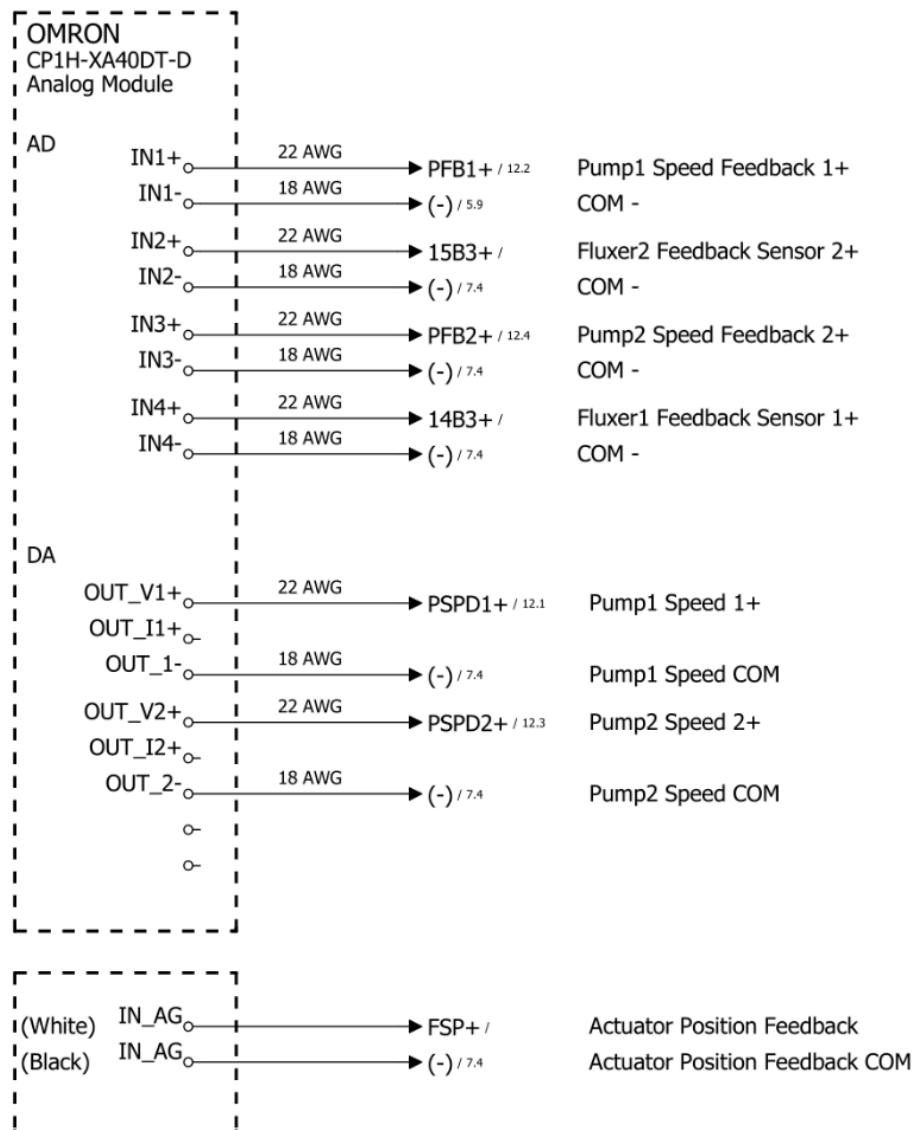 OMRON
CP1H-XA40DT-D
Analog Module
AD
IN1+ 22 AWG PFB1+ / 12.2 Pump1 Speed Feedback 1+
IN1- 18 AWG (-) / 5.9 COM -
IN2+ 22 AWG 15B3+ / Fluxer2 Feedback Sensor 2+
IN2- 18 AWG (-) / 7.4 COM -
IN3+ 22 AWG PFB2+ / 12.4 Pump2 Speed Feedback 2+
IN3- 18 AWG (-) / 7.4 COM -
IN4+ 22 AWG 14B3+ / Fluxer1 Feedback Sensor 1+
IN4- 18 AWG (-) / 7.4 COM -
DA
OUT_V1+ 22 AWG PSPD1+ / 12.1 Pump1 Speed 1+
OUT_I1+
OUT_1- 18 AWG (-) / 7.4 Pump1 Speed COM
OUT_V2+ 22 AWG PSPD2+ / 12.3 Pump2 Speed 2+
OUT_I2+
OUT_2- 18 AWG (-) / 7.4 Pump2 Speed COM
(White) IN_AG FSP+ / Actuator Position Feedback
(Black) IN_AG (-) / 7.4 Actuator Position Feedback COM